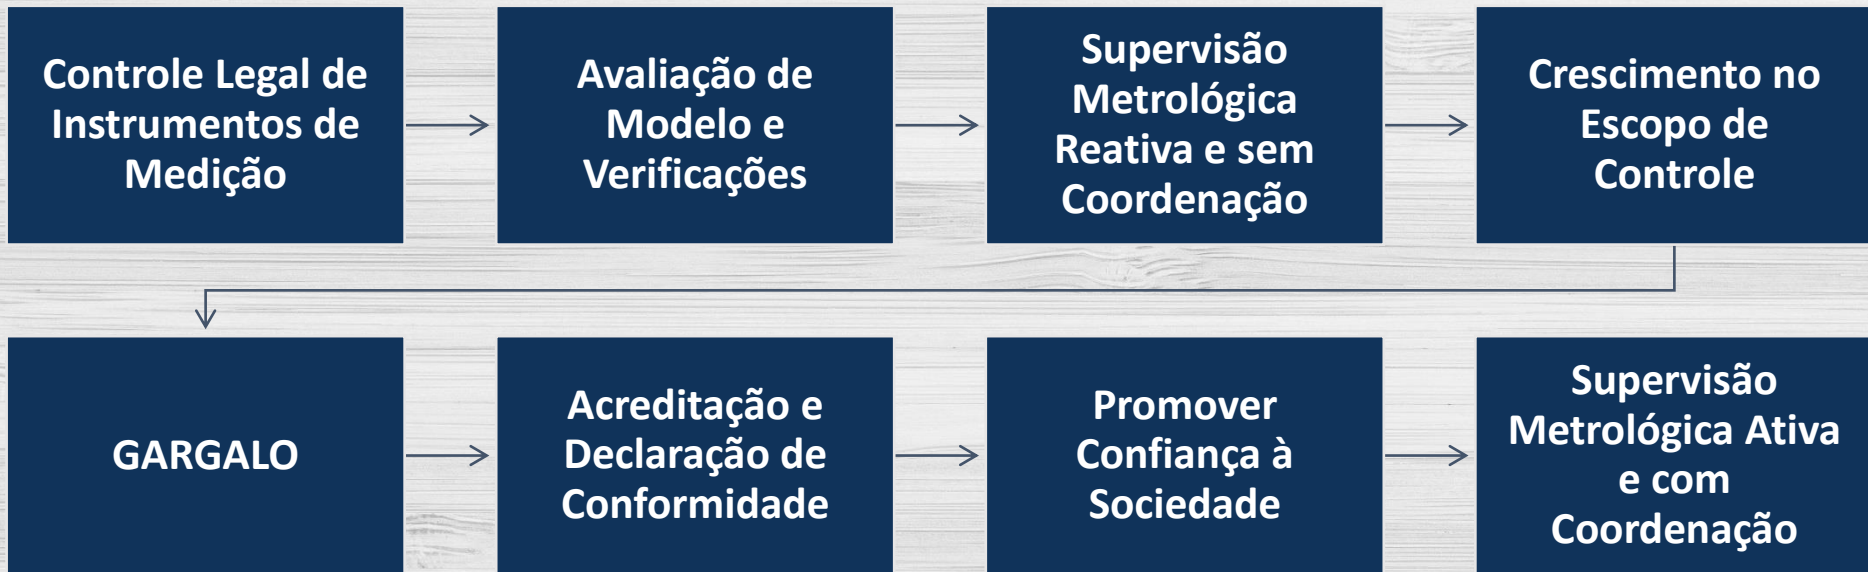 Controle Legal de
Instrumentos de
Medição
Avaliação de
Modelo e
Verificações
Supervisão
Metrológica
Reativa e sem
Coordenação
Crescimento no
Escopo de
Controle
GARGALO
Acreditação e
Declaração de
Conformidade
Promover
Confiança à
Sociedade
Supervisão
Metrológica Ativa
e com
Coordenação